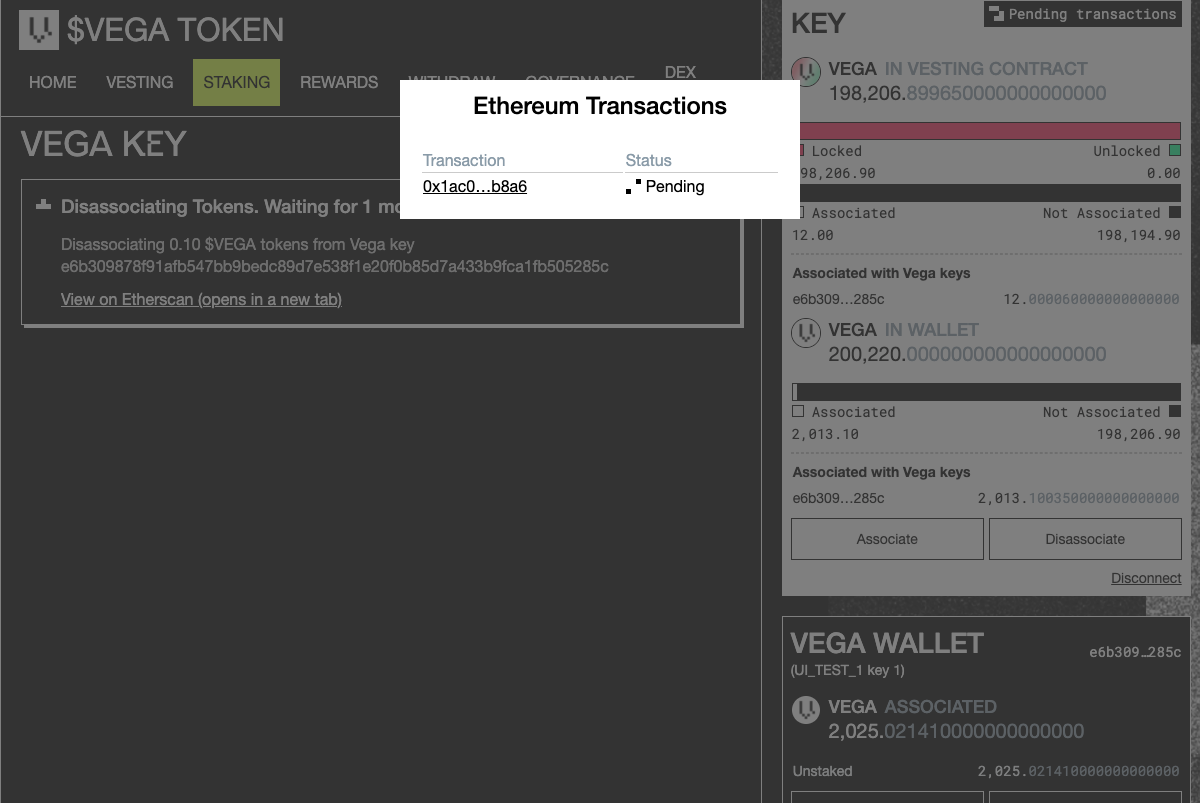 $VEGA TOKEN
HOME
VESTING
STAKING
REWARDS
WITHDRAW
GOVERNANCE
DEX
VEGA KEY
Disassociating Tokens. Waiting for 1
Disassociating 0.10 $VEGA tokens from Vega key
e6b309878f91afb547bb9bedc89d7e538f1e20f0b85d7a433b9fca1fb505285c
View on Etherscan (opens in a new tab)
Ethereum Transactions
Transaction Status
0x1ac0…b8a6 Pending
KEY
Pending transactions
VEGA IN VESTING CONTRACT
198,206.899650000000000000
Locked Unlocked
98,206.90 0.00
Associated Not Associated
12.00 198,194.90
Associated with Vega keys
e6b309…285c 12.000060000000000000
VEGA IN WALLET
200,220.000000000000000000
Associated Not Associated
2,013.10 198,206.90
Associated with Vega keys
e6b309…285c 2,013.100350000000000000
Associate Disassociate
Disconnect
VEGA WALLET
e6b309…285c
(UI_TEST_1 key 1)
VEGA ASSOCIATED
2,025.021410000000000000
Unstaked 2,025.021410000000000000